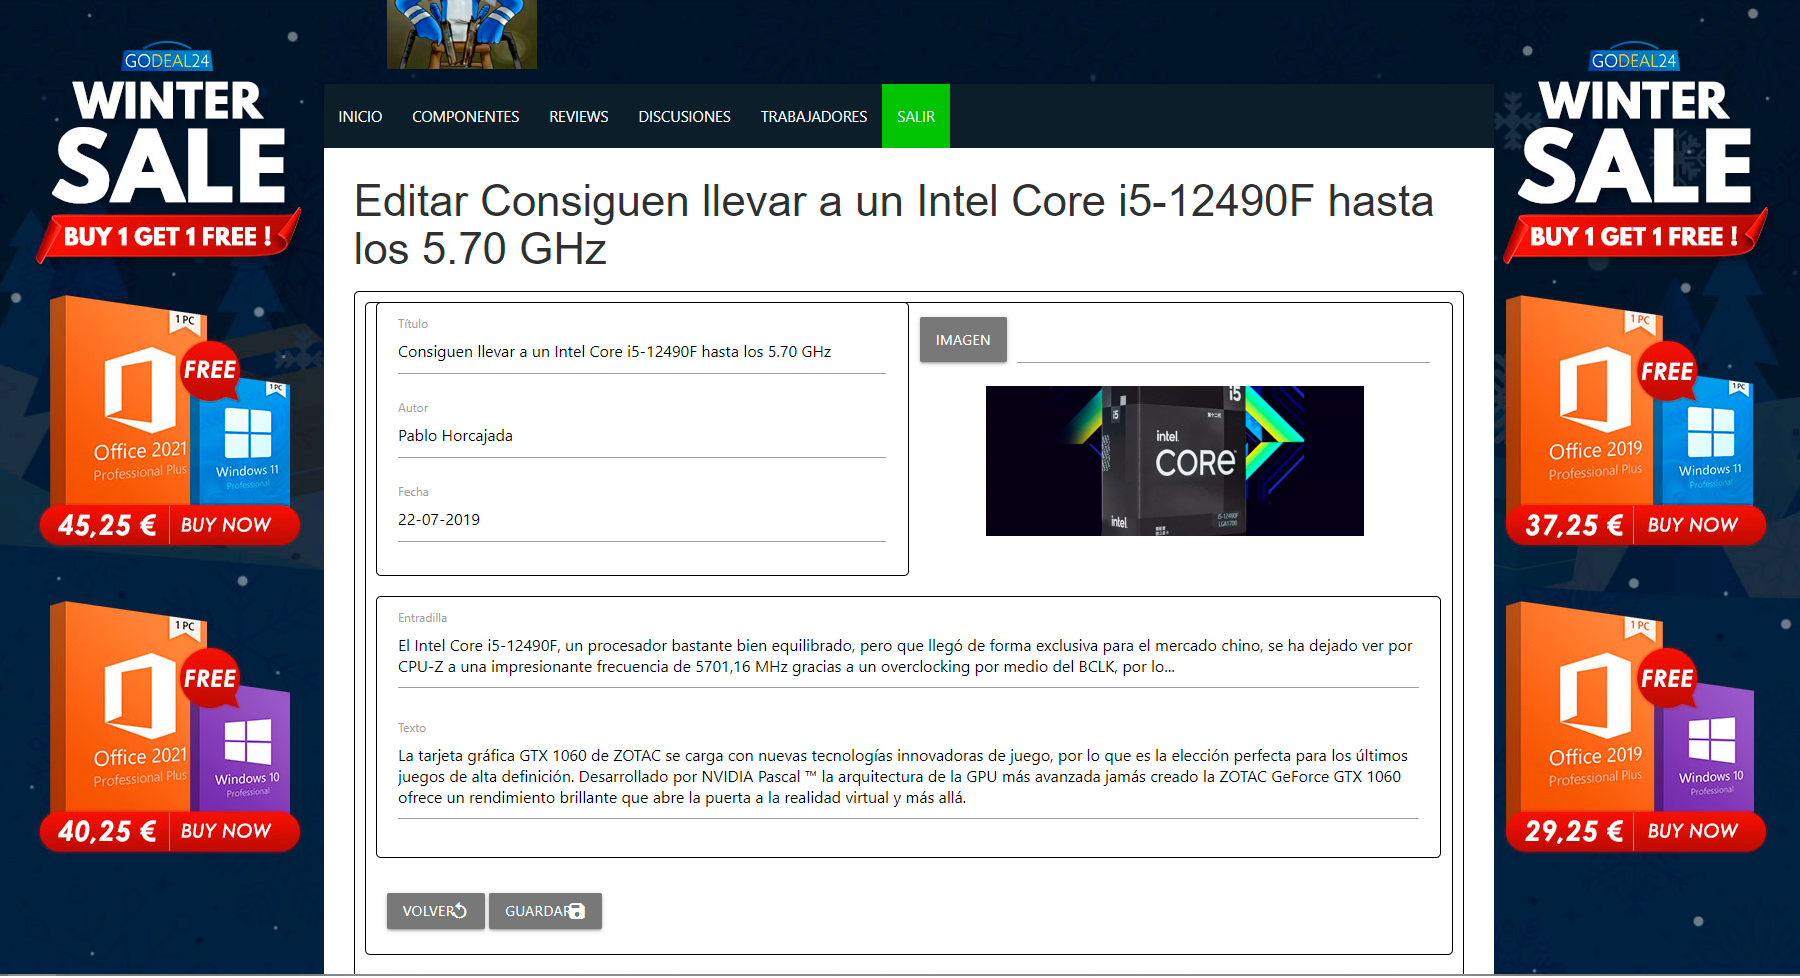 GODEAL24
WINTER
SALE
BUY 1 GET 1 FREE !
1 PC
FREE
1 PC
Office 2021
Professional Plus
Windows 11
Professional
45,25 €
BUY NOW
1 PC
FREE
Office 2021
Professional Plus
Windows 10
Professional
40,25 €
BUY NOW
INICIO
COMPONENTES
REVIEWS
DISCUSIONES
TRABAJADORES
SALIR
Editar Consiguen llevar a un Intel Core i5-12490F hasta
los 5.70 GHz
Título
Consiguen llevar a un Intel Core i5-12490F hasta los 5.70 GHz
Autor
Pablo Horcajada
Fecha
22-07-2019
IMAGEN
i5
i5
intel.
CORE
intel.
i5-12490F
LGA1700
Entradilla
El Intel Core i5-12490F, un procesador bastante bien equilibrado, pero que llegó de forma exclusiva para el mercado chino, se ha dejado ver por
CPU-Z a una impresionante frecuencia de 5701,16 MHz gracias a un overclocking por medio del BCLK, por lo...
Texto
La tarjeta gráfica GTX 1060 de ZOTAC se carga con nuevas tecnologías innovadoras de juego, por lo que es la elección perfecta para los últimos
juegos de alta definición. Desarrollado por NVIDIA Pascal ™ la arquitectura de la GPU más avanzada jamás creado la ZOTAC GeForce GTX 1060
ofrece un rendimiento brillante que abre la puerta a la realidad virtual y más allá.
VOLVER
GUARDAR
GODEAL24
WINTER
SALE
BUY 1 GET 1 FREE !
1 PC
FREE
1 PC
Office 2019
Professional Plus
Windows 11
Professional
37,25 €
BUY NOW
1 PC
FREE
Office 2019
Professional Plus
Windows 10
Professional
29,25 €
BUY NOW